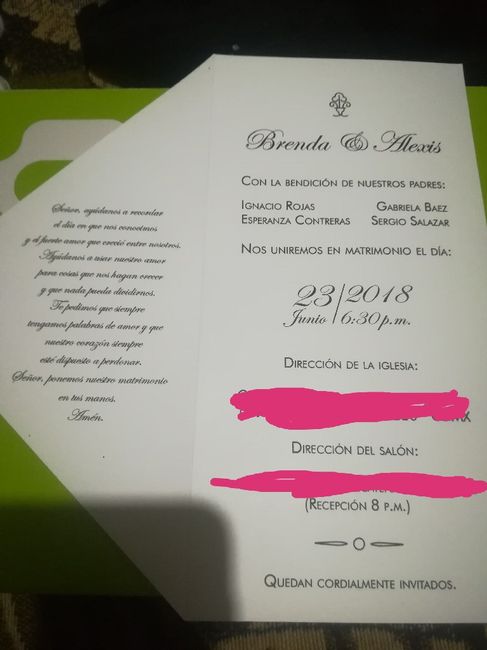 Señor, ayúdanos a recordar
el día en que nos conocimos
y el fuerte amor que creció entre nosotros.
Ayúdanos a usar nuestro amor
para cosas que nos hagan crecer
y que nada pueda dividirnos.
Te pedimos que siempre
tengamos palabras de amor y que
nuestro corazón siempre
esté dispuesto a perdonar.
Señor, ponemos nuestro matrimonio
en tus manos.
Amén.
Brenda & Alexis
Con la bendición de nuestros padres:
Ignacio Rojas Gabriela Baez
Esperanza Contreras Sergio Salazar
Nos uniremos en matrimonio el día:
23 2018
Junio 6:30p.m.
Dirección de la iglesia:
Dirección del salón:
(Recepción 8 p.m.)
Quedan cordialmente invitados.